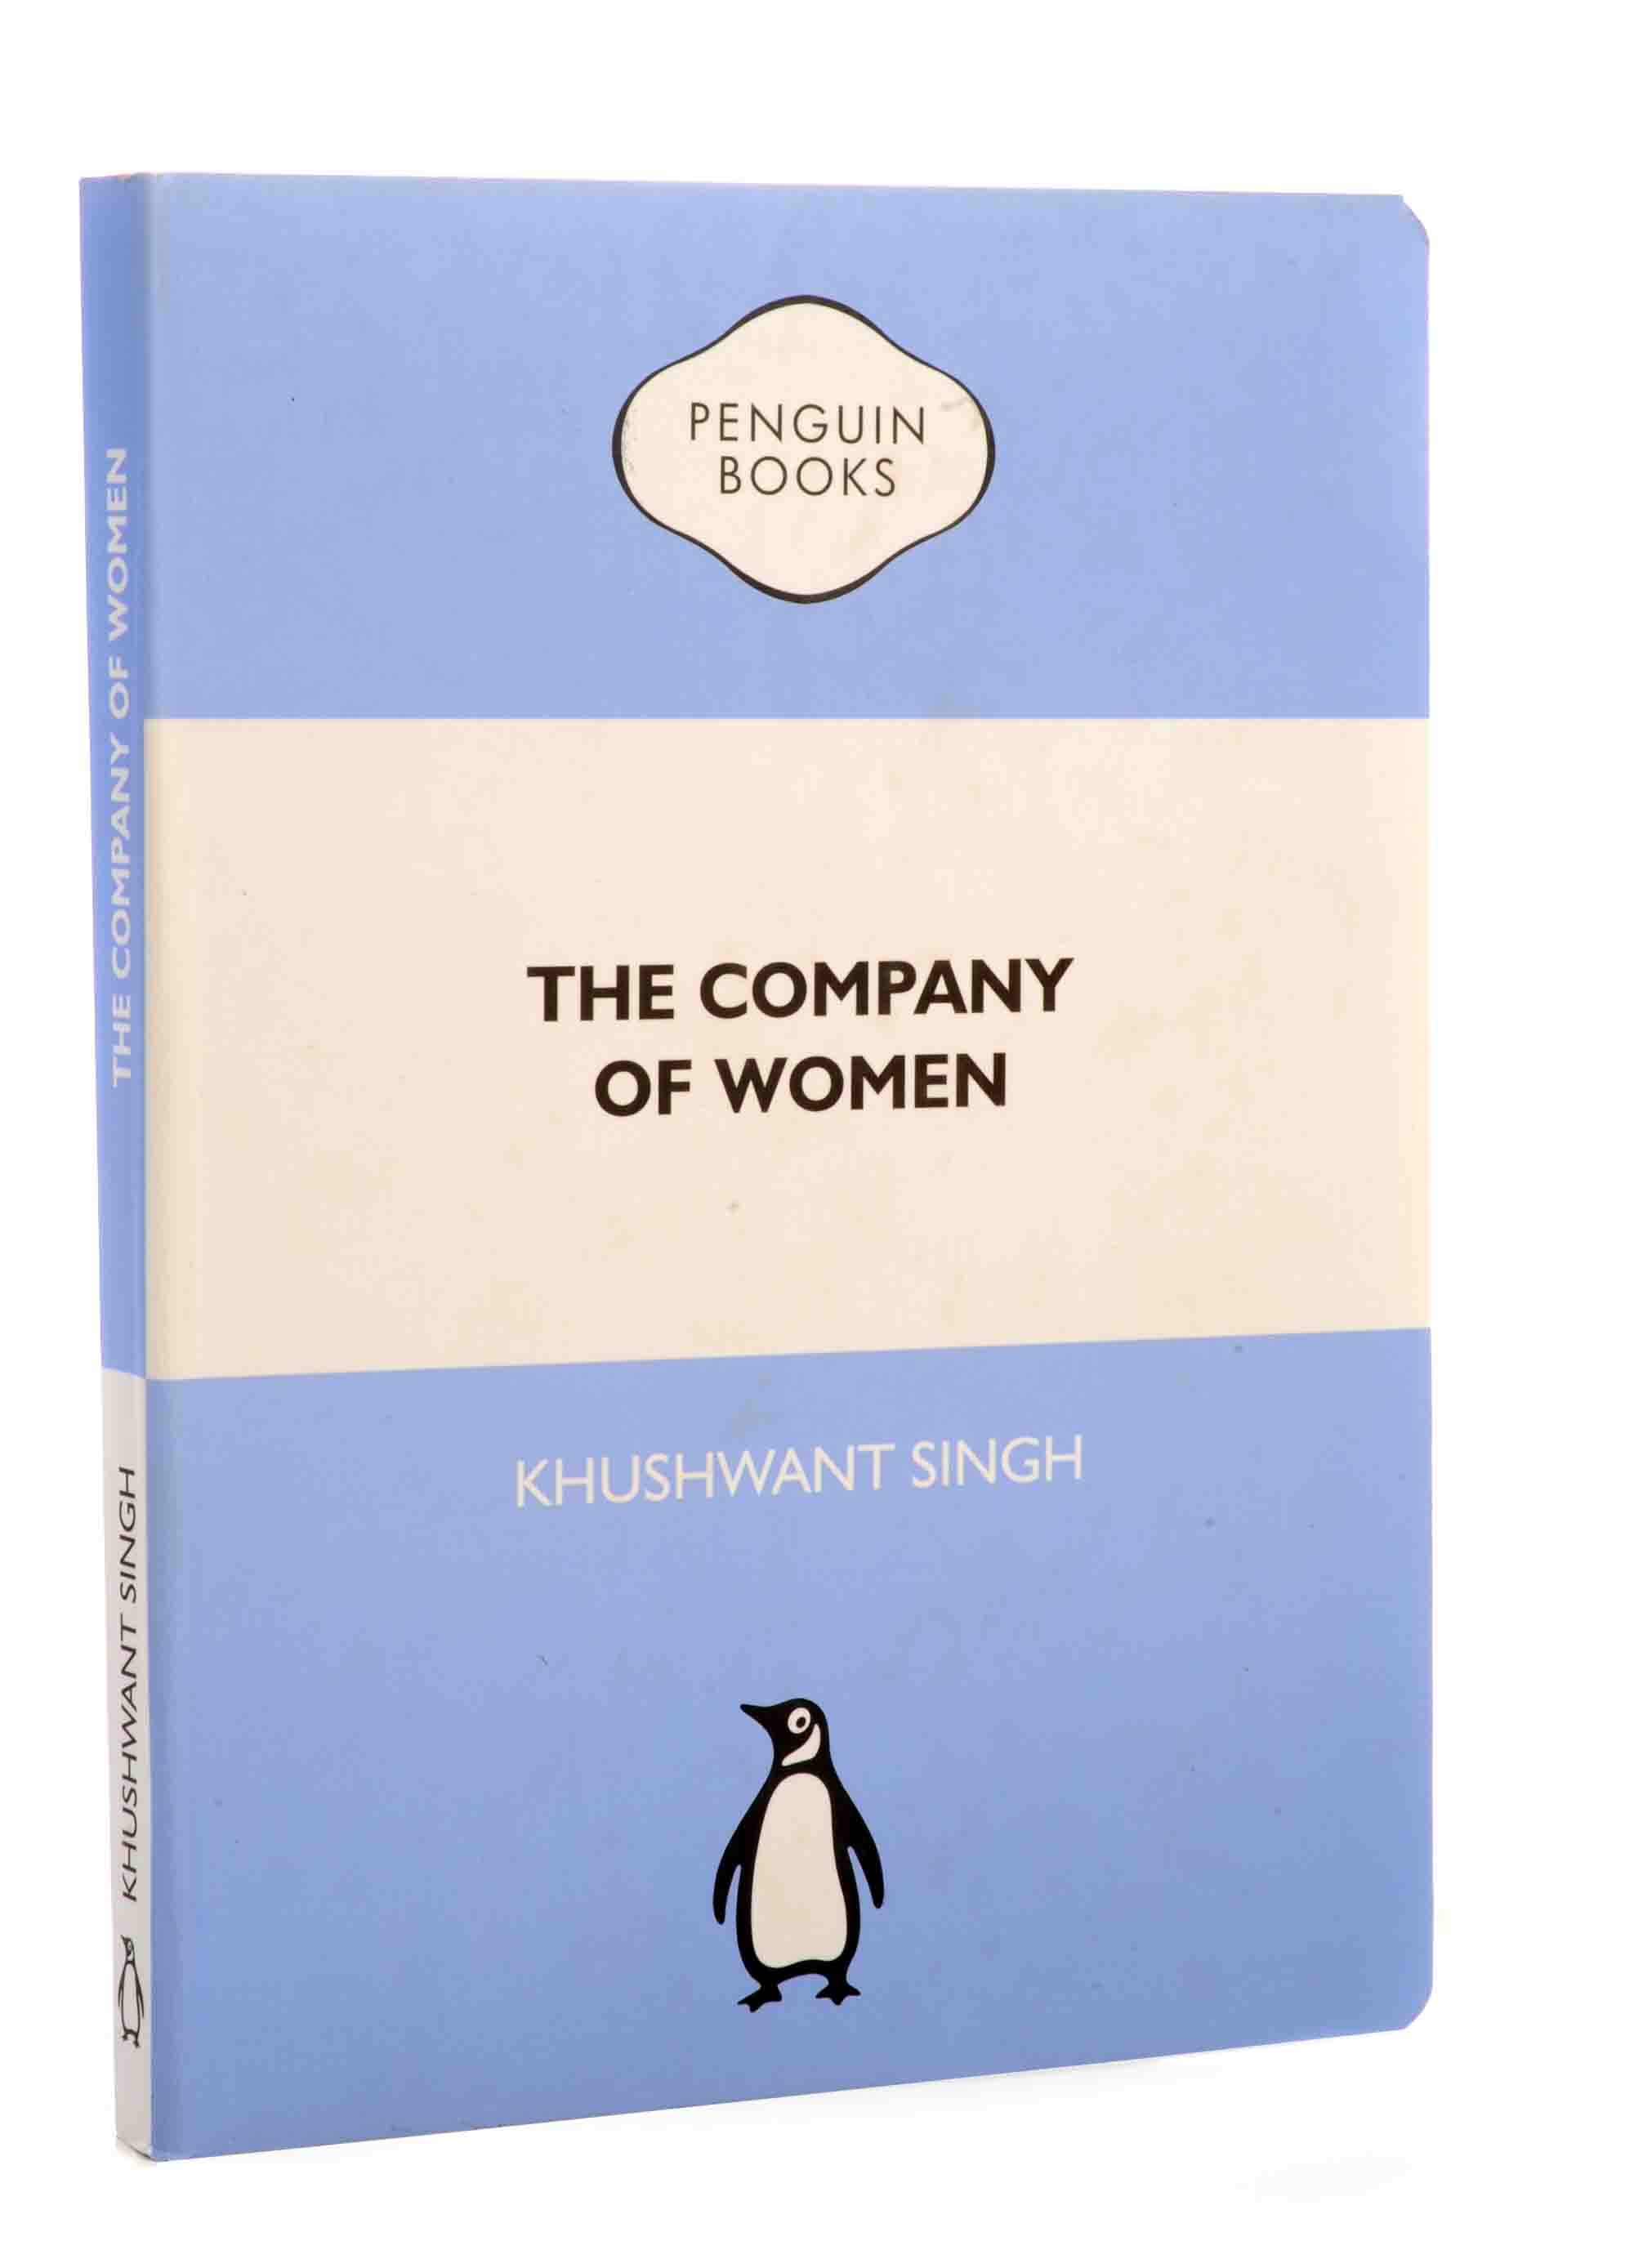 PENGUIN
BOOKS
THE COMPANY
OF WOMEN
KHUSHWANT SINGH
THE COMPANY OF WOMEN
KHUSHWANT SINGH